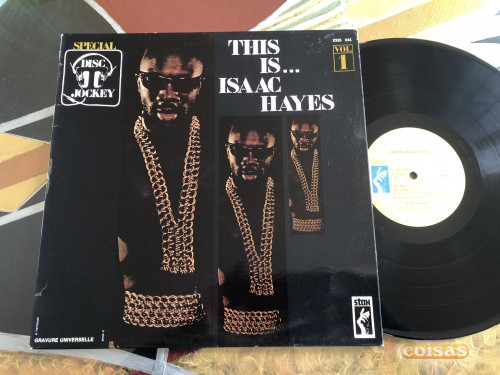 SPECIAL
DISC
JOCKEY
THIS
IS...
ISAAC
HAYES
VOL
1
stax
GRAVURE UNIVERSELLE
coisas